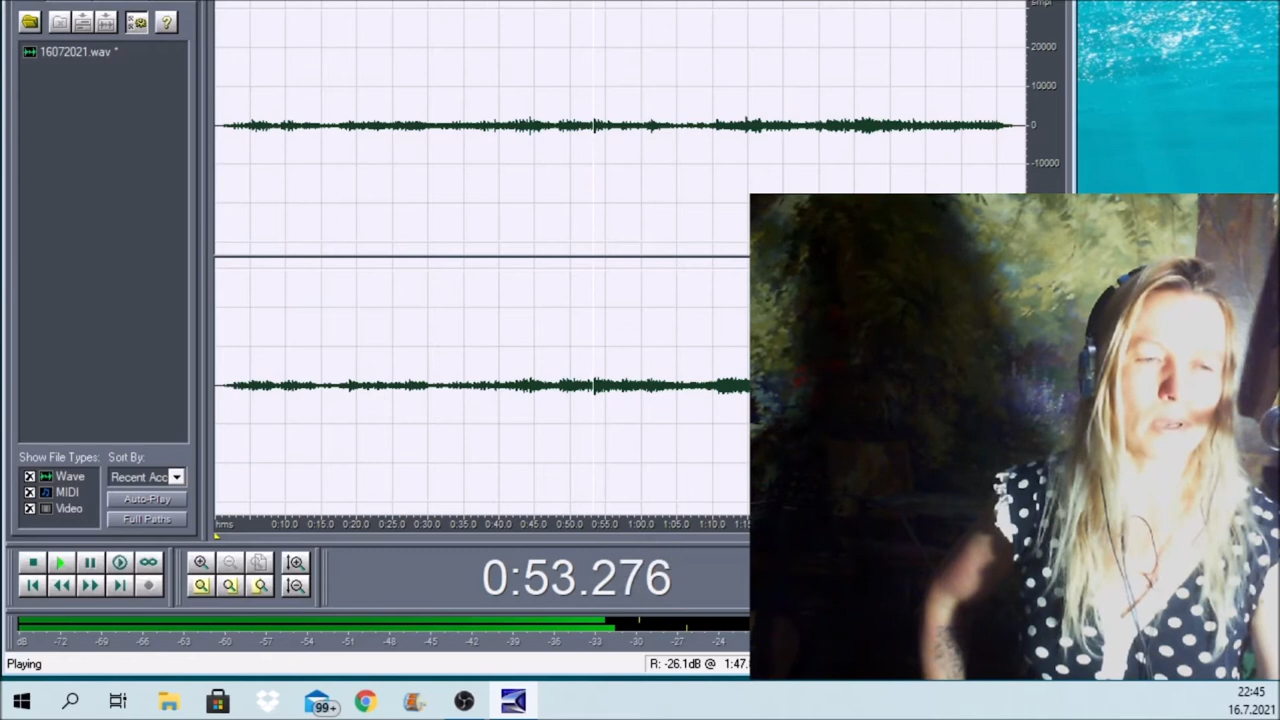 smpl
20000
10000
0
-10000
16072021.wav *
Show File Types:
Sort By:
Wave
MIDI
Video
Recent Acc
Auto-Play
Full Paths
hms 0:10.0 0:15.0 0:20.0 0:25.0 0:30.0 0:35.0 0:40.0 0:45.0 0:50.0 0:55.0 1:00.0 1:05.0 1:10.0 1:15
0:53.276
dB -72 -69 -66 -63 -60 -57 -54 -51 -48 -45 -42 -39 -36 -33 -30 -27 -24
Playing
R: -26.1dB @ 1:47.
99+
22:45
16.7.2021